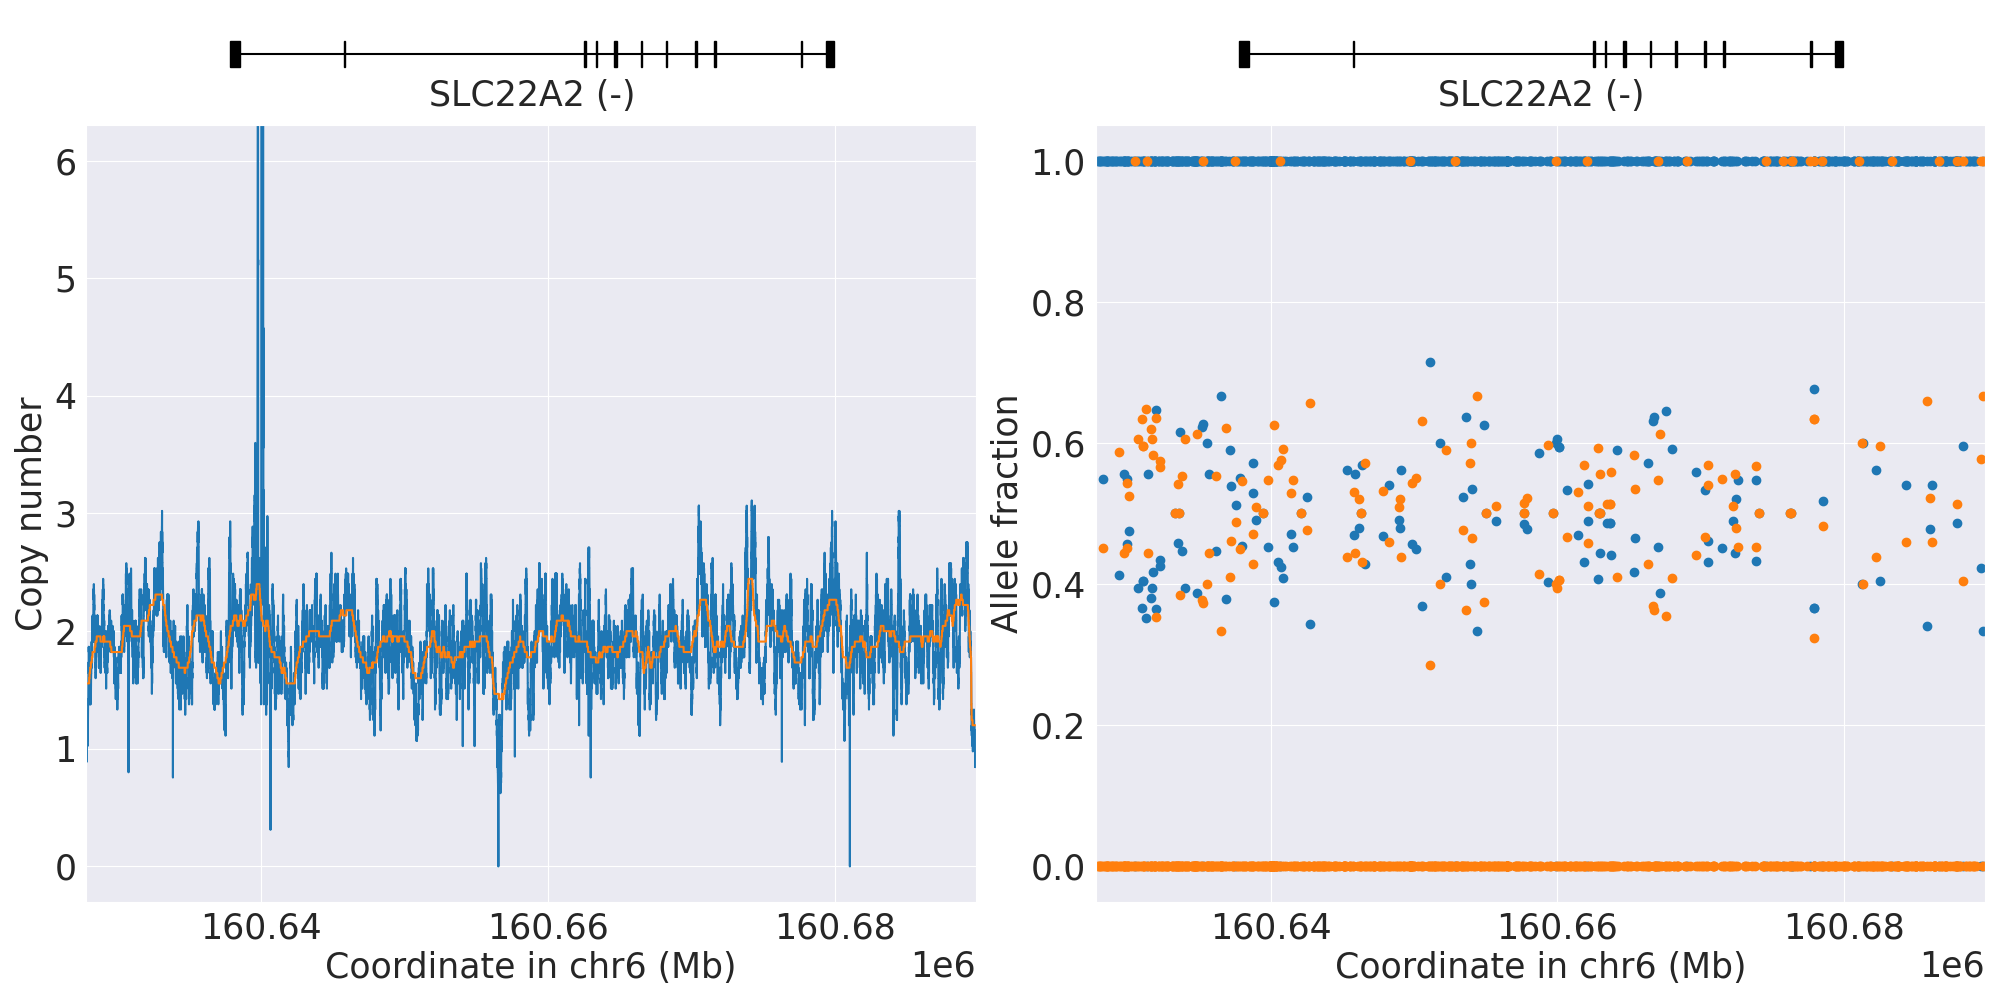 SLC22A2 (-)
6
5
4
3
2
1
0
Copy number
160.64 160.66 160.68
Coordinate in chr6 (Mb)
1e6
SLC22A2 (-)
1.0
0.8
0.6
0.4
0.2
0.0
Allele fraction
160.64 160.66 160.68
Coordinate in chr6 (Mb)
1e6